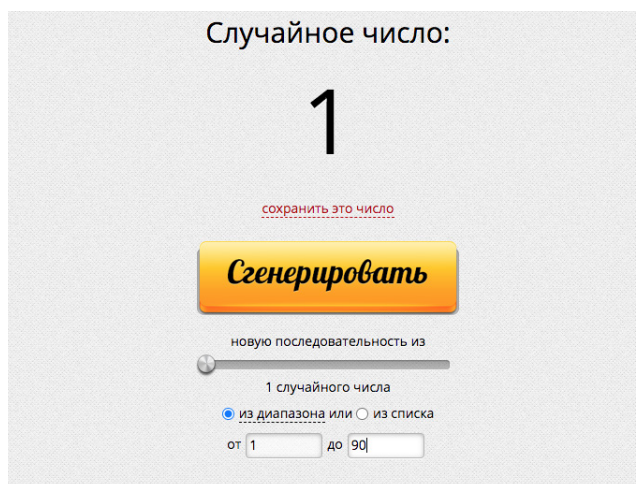 Случайное число:
1
сохранить это число
Сгенерировать
новую последовательность из
1 случайного числа
из диапазона или из списка
от 1 до 90